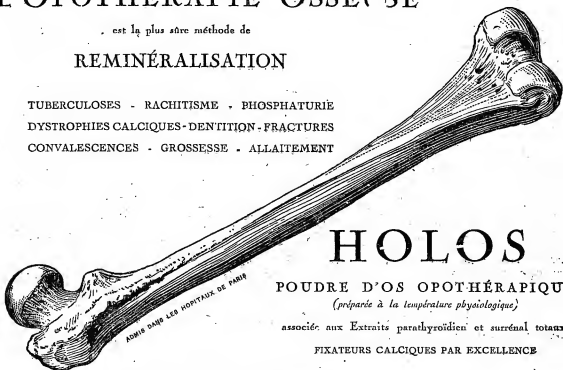 L'OPOTHÉRAPIE OSSEUSE
est la plus sûre méthode de
REMINÉRALISATION
TUBERCULOSES - RACHITISME - PHOSPHATURIE
DYSTROPHIES CALCIQUES - DENTITION - FRACTURES
CONVALESCENCES - GROSSESSE - ALLAITEMENT
ADMIS DANS LES HOPITAUX DE PARIS
HOLOS
POUDRE D'OS OPOTHÉRAPIQU
(préparée à la température physiologique)
associée aux Extraits parathyroïdien et surrénal totaux
FIXATEURS CALCIQUES PAR EXCELLENCE